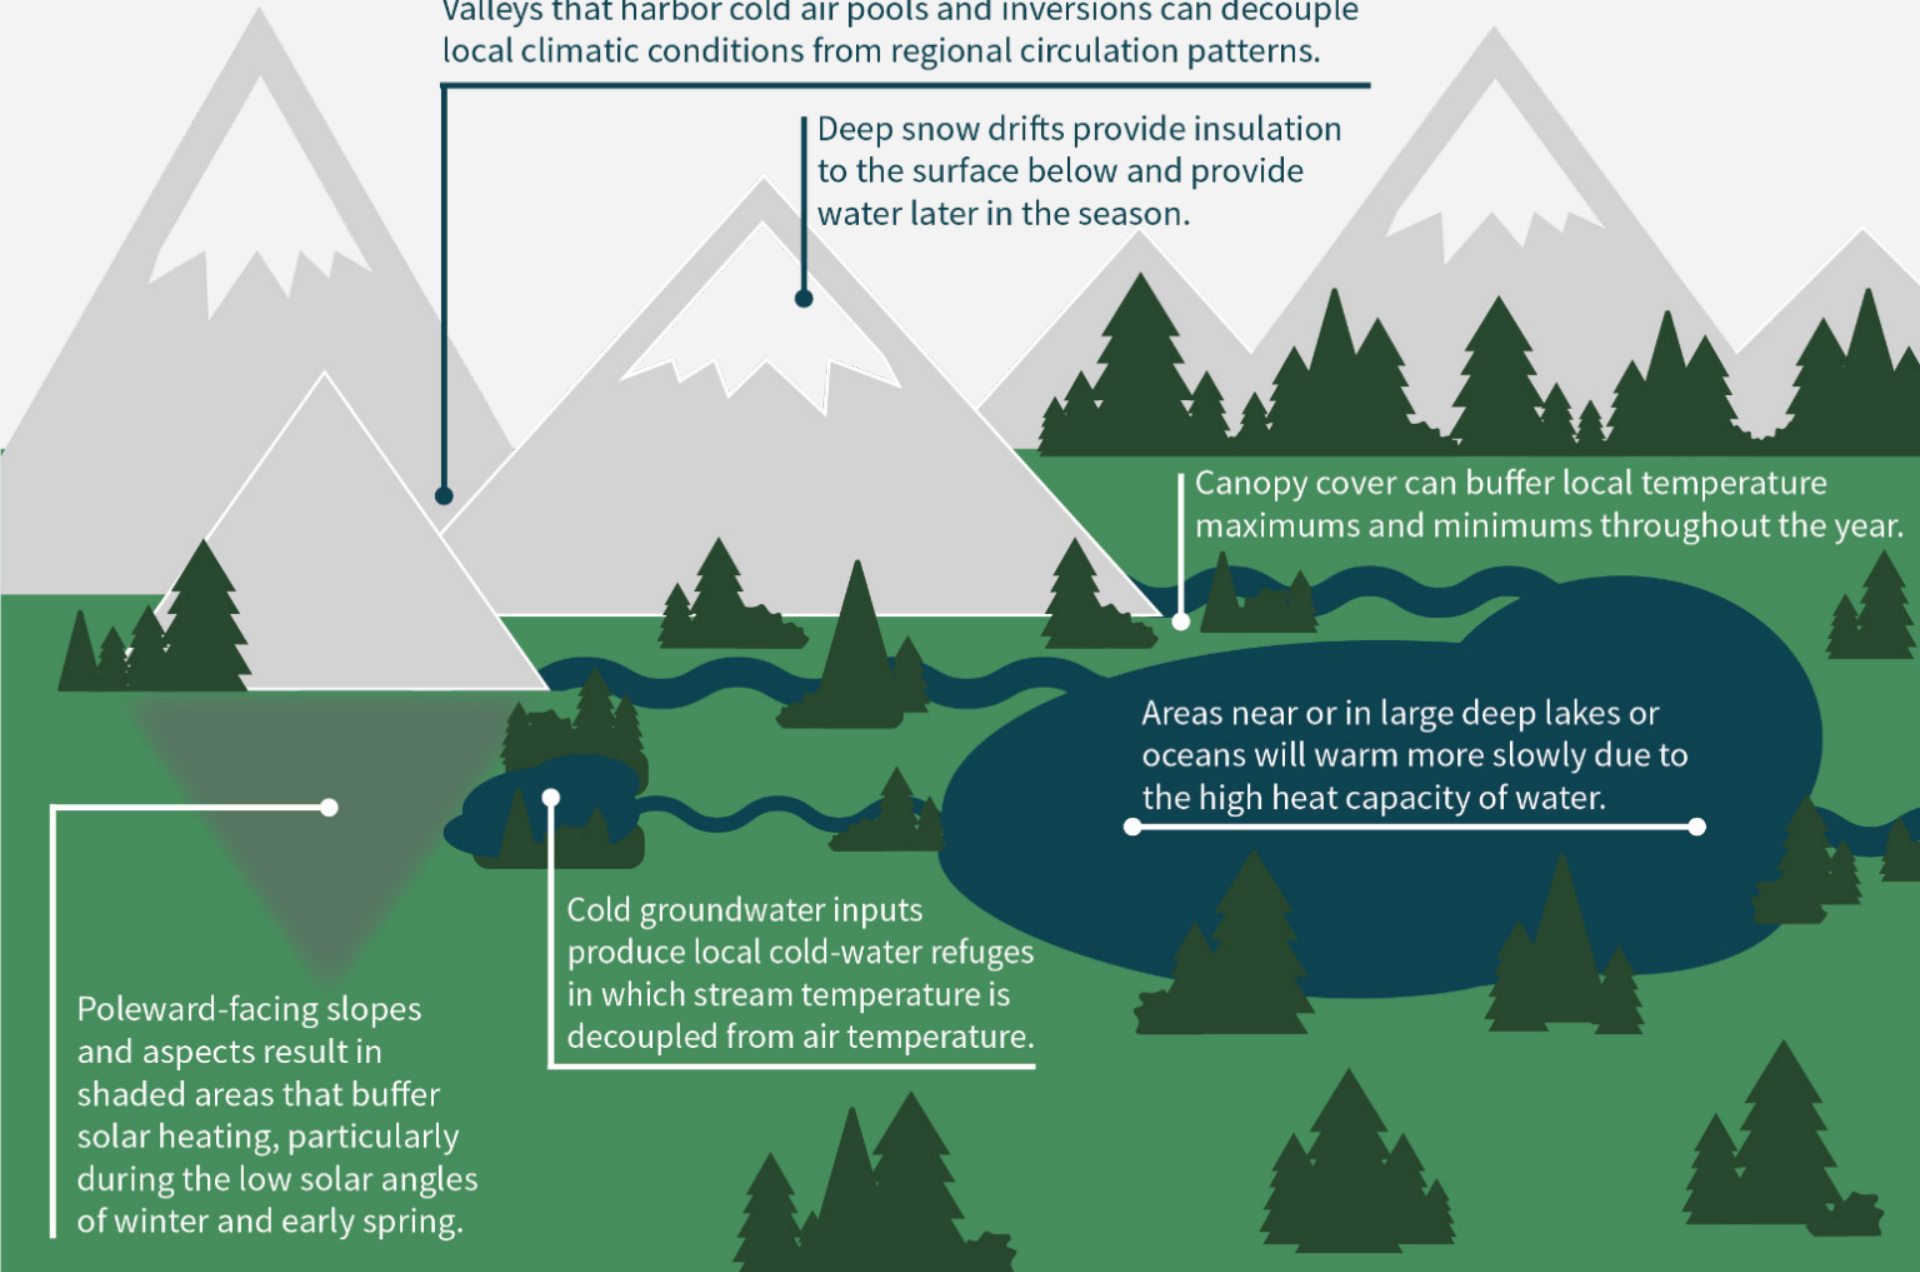 Valleys that harbor cold air pools and inversions can decouple
local climatic conditions from regional circulation patterns.
Deep snow drifts provide insulation
to the surface below and provide
water later in the season.
Canopy cover can buffer local temperature
maximums and minimums throughout the year.
Areas near or in large deep lakes or
oceans will warm more slowly due to
the high heat capacity of water.
Cold groundwater inputs
produce local cold-water refuges
in which stream temperature is
decoupled from air temperature.
Poleward-facing slopes
and aspects result in
shaded areas that buffer
solar heating, particularly
during the low solar angles
of winter and early spring.